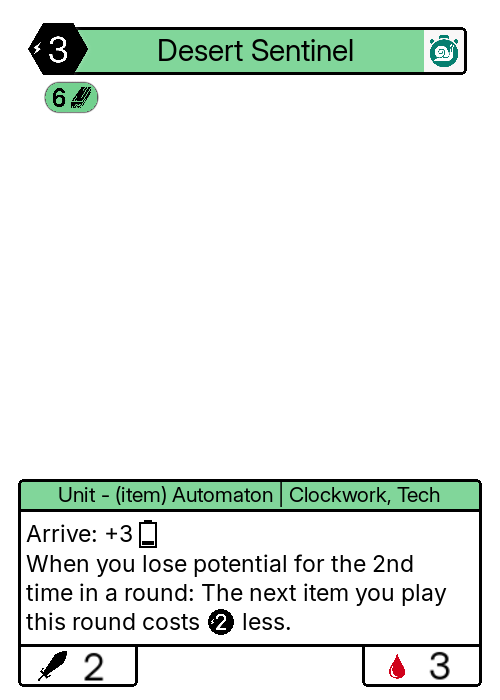 3 Desert Sentinel
6
Unit - (item) Automaton | Clockwork, Tech
Arrive: +3
When you lose potential for the 2nd
time in a round: The next item you play
this round costs 2 less.
2 3